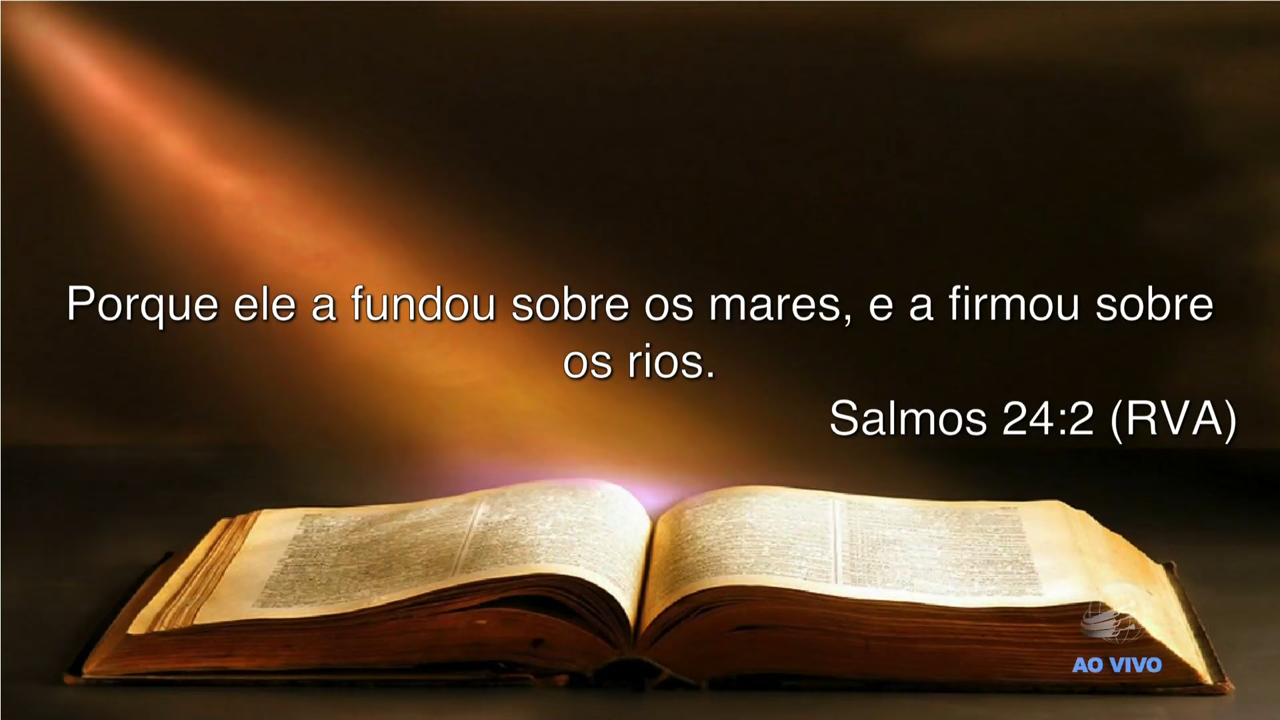 Porque ele a fundou sobre os mares, e a firmou sobre
os rios.
Salmos 24:2 (RVA)
AO VIVO